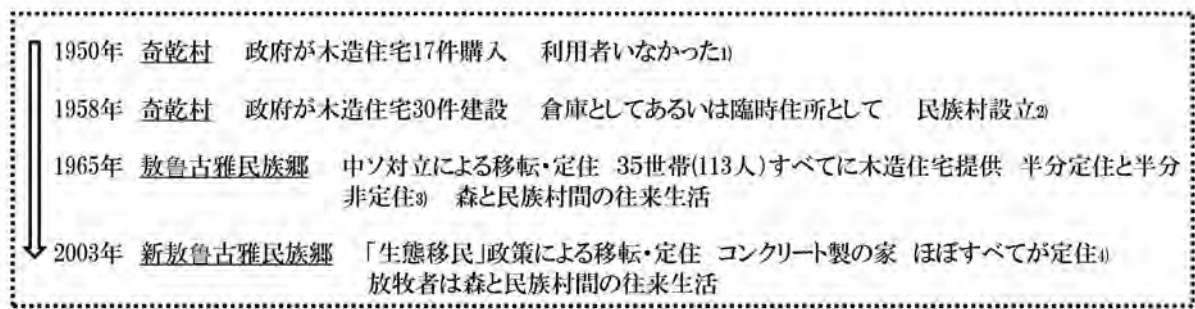 1950年 奇乾村 政府が木造住宅17件購入 利用者いなかった1)
1958年 奇乾村 政府が木造住宅30件建設 倉庫としてあるいは臨時住所として 民族村設立2)
1965年 敖魯古雅民族郷 中ソ対立による移転・定住 35世帯(113人)すべてに木造住宅提供 半分定住と半分
非定住3) 森と民族村間の往来生活
2003年 新敖魯古雅民族郷 「生態移民」政策による移転・定住 コンクリート製の家 ほぼすべてが定住4)
放牧者は森と民族村間の往来生活